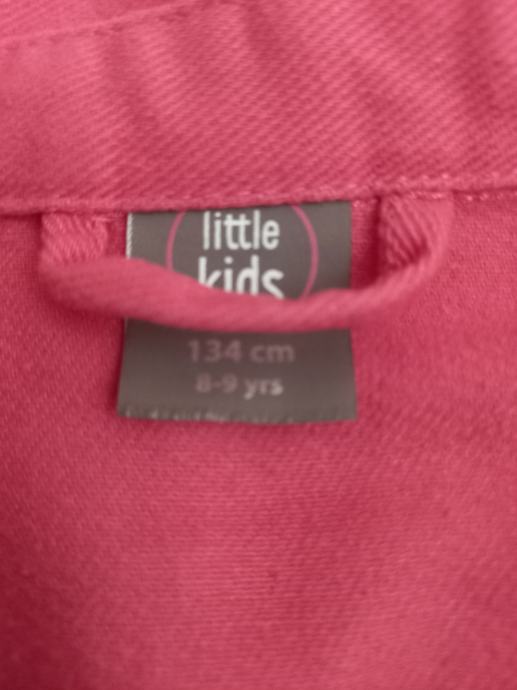 little
kids
134 cm
8-9 yrs